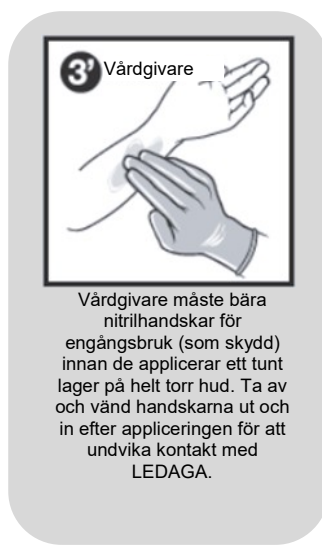 3' Vårdgivare
Vårdgivare måste bära
nitrilhandskar för
engångsbruk (som skydd)
innan de applicerar ett tunt
lager på helt torr hud. Ta av
och vänd handskarna ut och
in efter appliceringen för att
undvika kontakt med
LEDAGA.